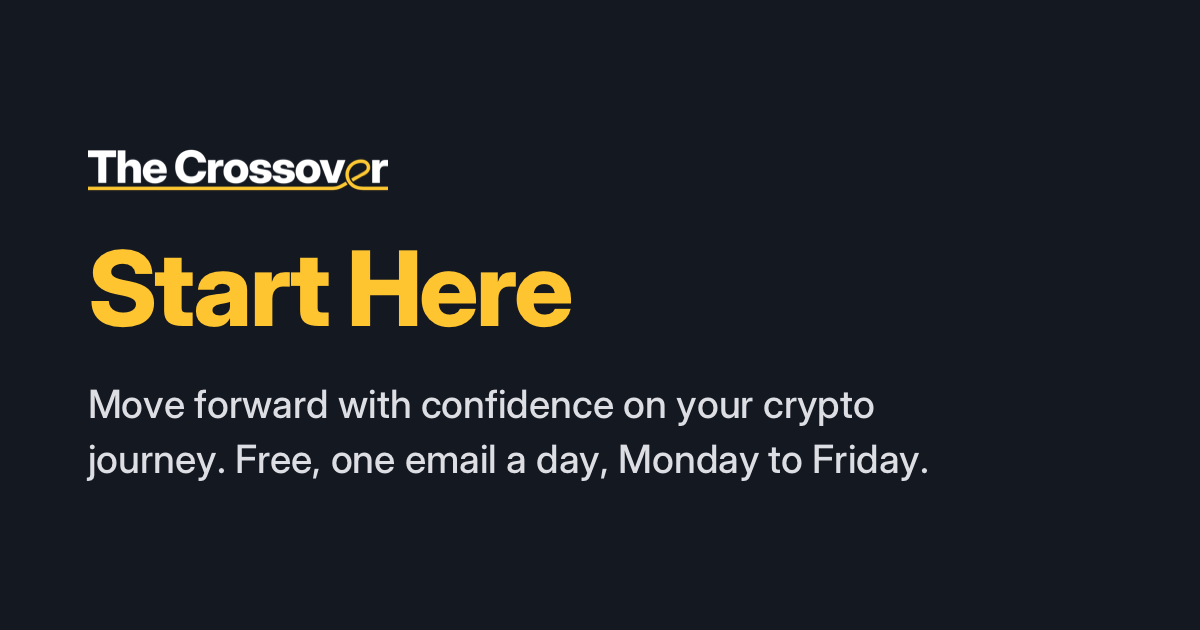 The Crossover
Start Here
Move forward with confidence on your crypto
journey. Free, one email a day, Monday to Friday.